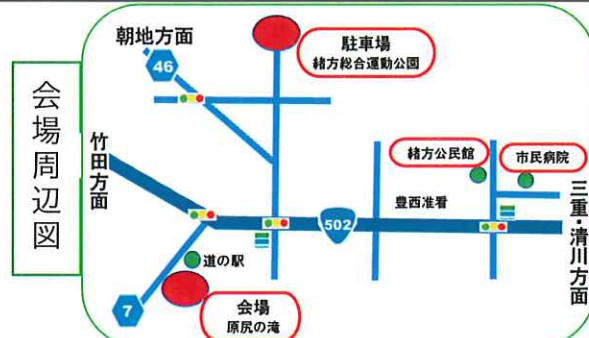 会場周辺図
朝地方面
46
駐車場
緒方総合運動公園
竹田方面
緒方公民館
市民病院
豊西准看
502
三重・清川方面
道の駅
7
会場
原尻の滝